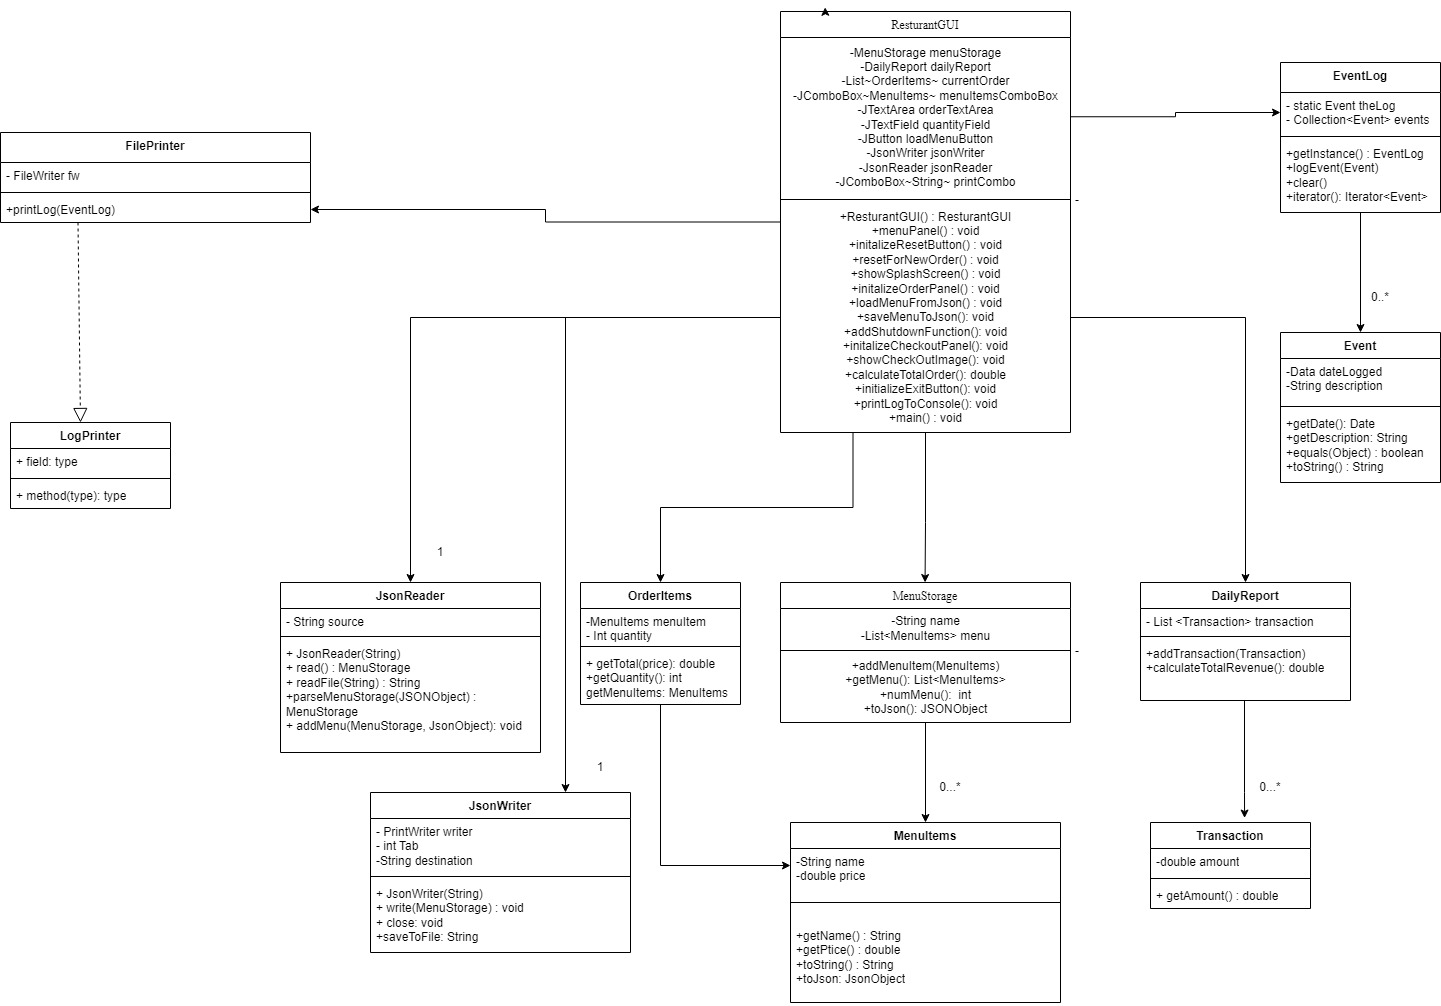 ResturantGUI
-MenuStorage menuStorage
-DailyReport dailyReport
-List~OrderItems~ currentOrder
-JComboBox~MenuItems~ menuItemsComboBox
-JTextArea orderTextArea
-JTextField quantityField
-JButton loadMenuButton
-JsonWriter jsonWriter
-JsonReader jsonReader
-JComboBox~String~ printCombo
-
+ResturantGUI() : ResturantGUI
+menuPanel() : void
+initalizeResetButton() : void
+resetForNewOrder() : void
+showSplashScreen() : void
+initalizeOrderPanel() : void
+loadMenuFromJson() : void
+saveMenuToJson(): void
+addShutdownFunction(): void
+initalizeCheckoutPanel(): void
+showCheckOutImage(): void
+calculateTotalOrder(): double
+initializeExitButton(): void
+printLogToConsole(): void
+main() : void
EventLog
- static Event theLog
- Collection<Event> events
+getInstance() : EventLog
+logEvent(Event)
+clear()
+iterator(): Iterator<Event>
0..*
Event
-Data dateLogged
-String description
+getDate(): Date
+getDescription: String
+equals(Object) : boolean
+toString() : String
FilePrinter
- FileWriter fw
+printLog(EventLog)
LogPrinter
+ field: type
+ method(type): type
1
JsonReader
- String source
+ JsonReader(String)
+ read() : MenuStorage
+ readFile(String) : String
+parseMenuStorage(JSONObject) :
MenuStorage
+ addMenu(MenuStorage, JsonObject): void
OrderItems
-MenuItems menuItem
- Int quantity
+ getTotal(price): double
+getQuantity(): int
getMenuItems: MenuItems
MenuStorage
-String name
-List<MenuItems> menu
-
+addMenuItem(MenuItems)
+getMenu(): List<MenuItems>
+numMenu(): int
+toJson(): JSONObject
DailyReport
- List <Transaction> transaction
+addTransaction(Transaction)
+calculateTotalRevenue(): double
1
JsonWriter
- PrintWriter writer
- int Tab
-String destination
+ JsonWriter(String)
+ write(MenuStorage) : void
+ close: void
+saveToFile: String
0...*
MenuItems
-String name
-double price
+getName() : String
+getPtice() : double
+toString() : String
+toJson: JsonObject
0...*
Transaction
-double amount
+ getAmount() : double